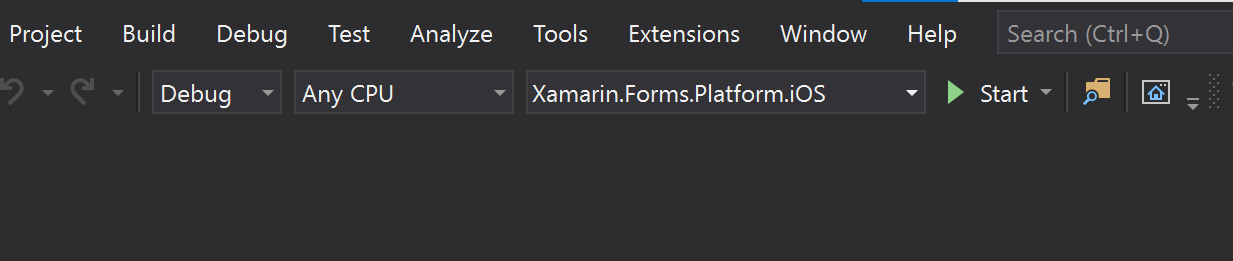 Project Build Debug Test Analyze Tools Extensions Window Help Search (Ctrl+Q)
Debug Any CPU Xamarin.Forms.Platform.iOS Start